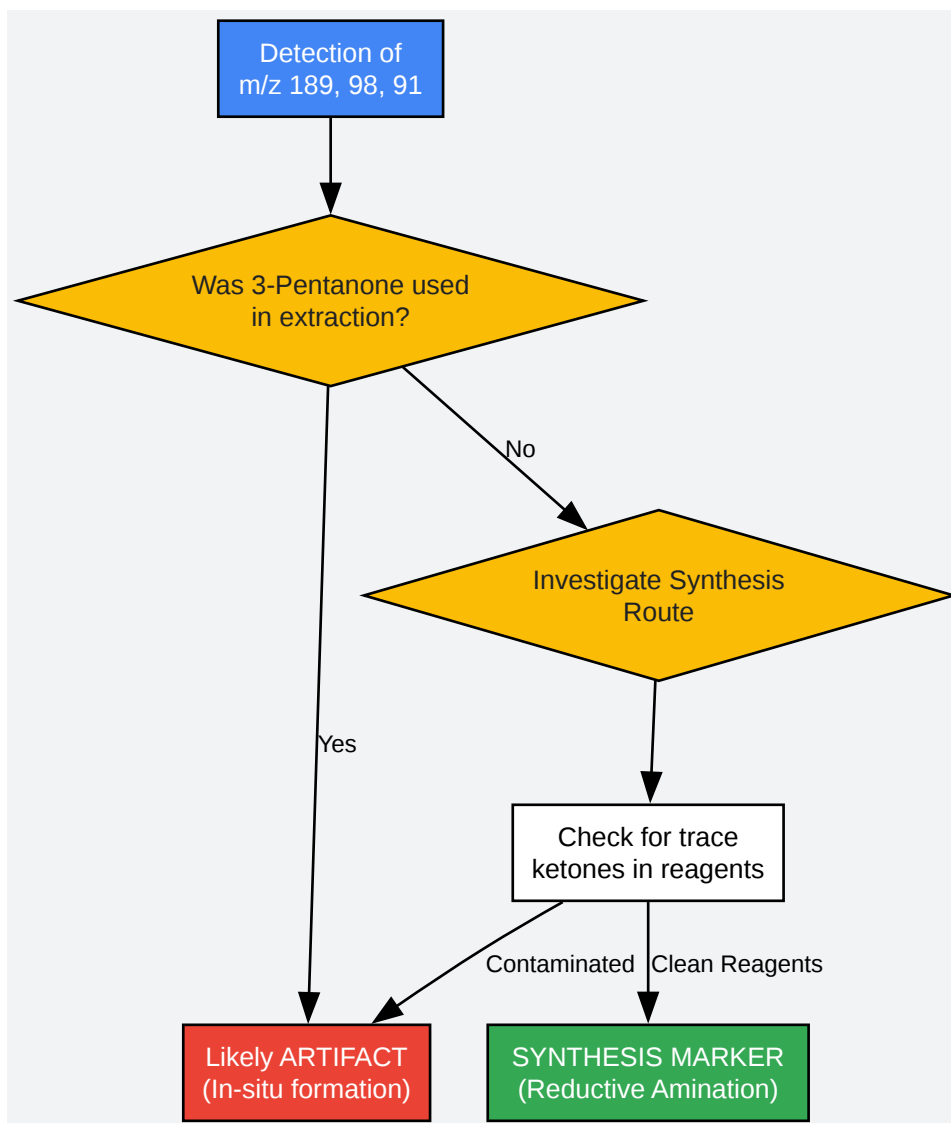 Detection of
m/z 189, 98, 91
Was 3-Pentanone used
in extraction?
No
Investigate Synthesis
Route
Yes
Check for trace
ketones in reagents
Contaminated
Clean Reagents
Likely ARTIFACT
(In-situ formation)
SYNTHESIS MARKER
(Reductive Amination)